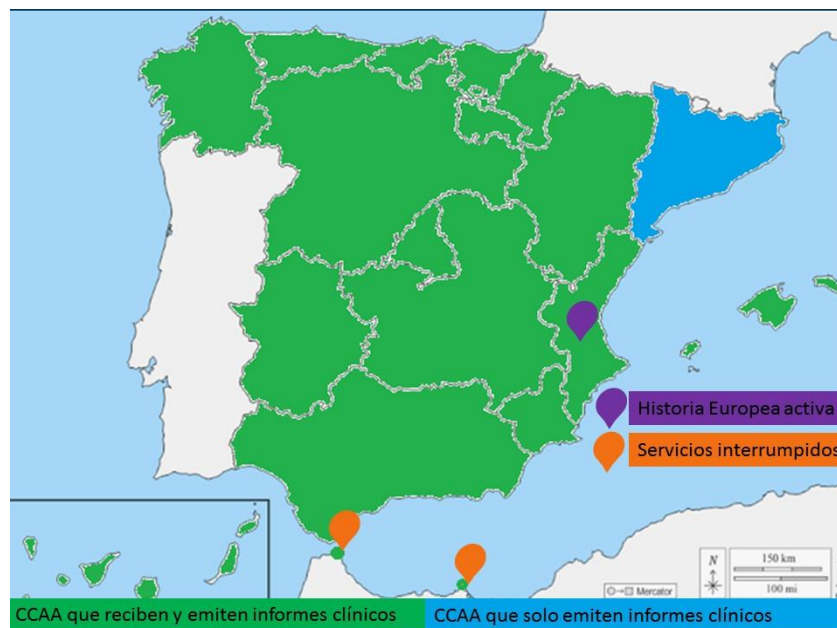 Historia Europea activa
Servicios interrumpidos
N
150 km
100 mi
Mercator
CCAA que reciben y emiten informes clínicos
CCAA que solo emiten informes clínicos